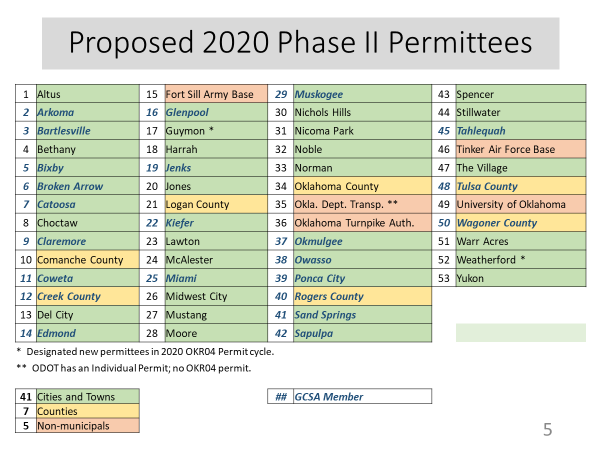 Proposed 2020 Phase II Permittees
1 Altus
2 Arkoma
3 Bartlesville
4 Bethany
5 Bixby
6 Broken Arrow
7 Catoosa
8 Choctaw
9 Claremore
10 Comanche County
11 Coweta
12 Creek County
13 Del City
14 Edmond
15 Fort Sill Army Base
16 Glenpool
17 Guymon *
18 Harrah
19 Jenks
20 Jones
21 Logan County
22 Kiefer
23 Lawton
24 McAlester
25 Miami
26 Midwest City
27 Mustang
28 Moore
29 Muskogee
30 Nichols Hills
31 Nicoma Park
32 Noble
33 Norman
34 Oklahoma County
35 Okla. Dept. Transp. **
36 Oklahoma Turnpike Auth.
37 Okmulgee
38 Owasso
39 Ponca City
40 Rogers County
41 Sand Springs
42 Sapulpa
43 Spencer
44 Stillwater
45 Tahlequah
46 Tinker Air Force Base
47 The Village
48 Tulsa County
49 University of Oklahoma
50 Wagoner County
51 Warr Acres
52 Weatherford *
53 Yukon
* Designated new permittees in 2020 OKR04 Permit cycle.
** ODOT has an Individual Permit; no OKR04 permit.
41 Cities and Towns
7 Counties
5 Non-municipals
## GCSA Member
5